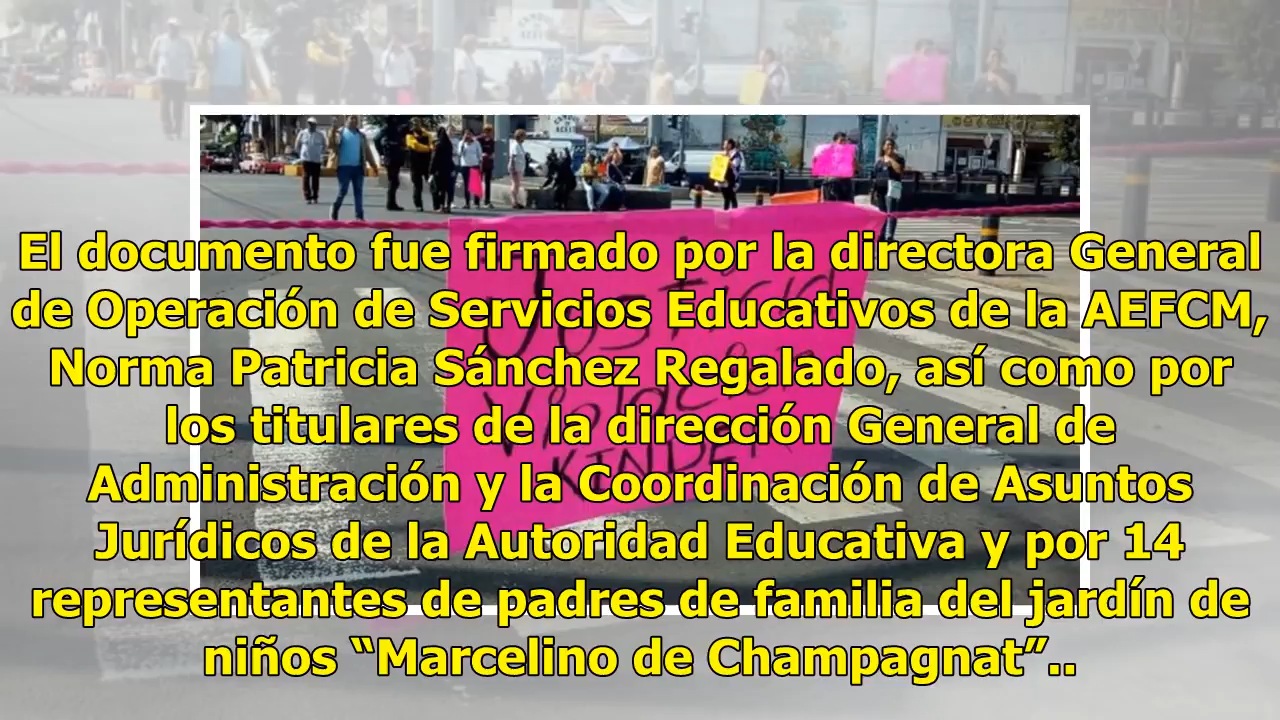 El documento fue firmado por la directora General
de Operación de Servicios Educativos de la AEFCM,
Norma Patricia Sánchez Regalado, así como por
los titulares de la dirección General de
Administración y la Coordinación de Asuntos
Jurídicos de la Autoridad Educativa y por 14
representantes de padres de familia del jardín de
niños “Marcelino de Champagnat”..
Justicia
KINDER